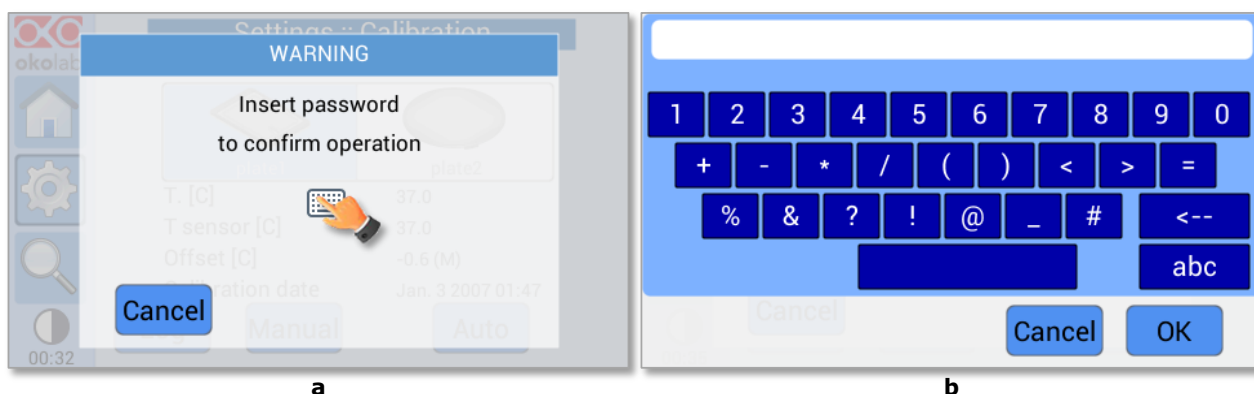 Settings :: Calibration
okolab
WARNING
Insert password
to confirm operation
plate2
T. [C] 37.0
T sensor [C] 37.0
Offset [C] -0.6 (M)
Calibration date Jan. 3 2007 01:47
Cancel
Manual
Auto
00:32
a
1 2 3 4 5 6 7 8 9 0
+ - * / ( ) < > =
% & ? ! @ _ # <--
abc
Cancel
Cancel OK
b